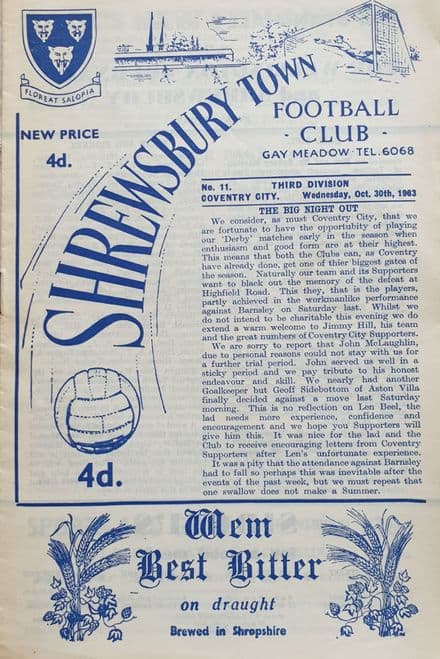 FLOREAT SALOPIA
SHREWSBURY TOWN
FOOTBALL
· CLUB ·
GAY MEADOW · TEL. 6068
NEW PRICE
4d.
No. 11. THIRD DIVISION
COVENTRY CITY. Wednesday, Oct. 30th, 1963
THE BIG NIGHT OUT
We consider, as must Coventry City, that we
are fortunate to have the opportubity of playing
our 'Derby' matches early in the season when
enthusiasm and good form are at their highest.
This means that both the Clubs can, as Coventry
have already done, get one of thier biggest gates of
the season. Naturally our team and its Supporters
want to black out the memory of the defeat at
Highfield Road. This they, that is the players,
partly achieved in the workmanlike performance
against Barnsley on Saturday last. Whilst we
do not intend to be charitable this evening we do
extend a warm welcome to Jimmy Hill, his team
and the great numbers of Coventry City Supporters.
We are sorry to report that John McLaughlin,
due to personal reasons could not stay with us for
a further trial period. John served us well in a
sticky period and we pay tribute to his honest
endeavour and skill. We nearly had another
Goalkeeper but Geoff Sidebottom of Aston Villa
finally decided against a move last Saturday
morning. This is no reflection on Len Beel, the
lad needs more experience, confidence and
encouragement and we hope you Supporters will
give him this. It was nice for the lad and the
Club to receive encouraging letters from Coventry
Supporters after Len's unfortunate experience.
It was a pity that the attendance against Barnsley
had to fall so perhaps this was inevitable after the
events of the past week, but we must repeat that
one swallow does not make a Summer.
4d.
Wem
Best Bitter
on draught
Brewed in Shropshire